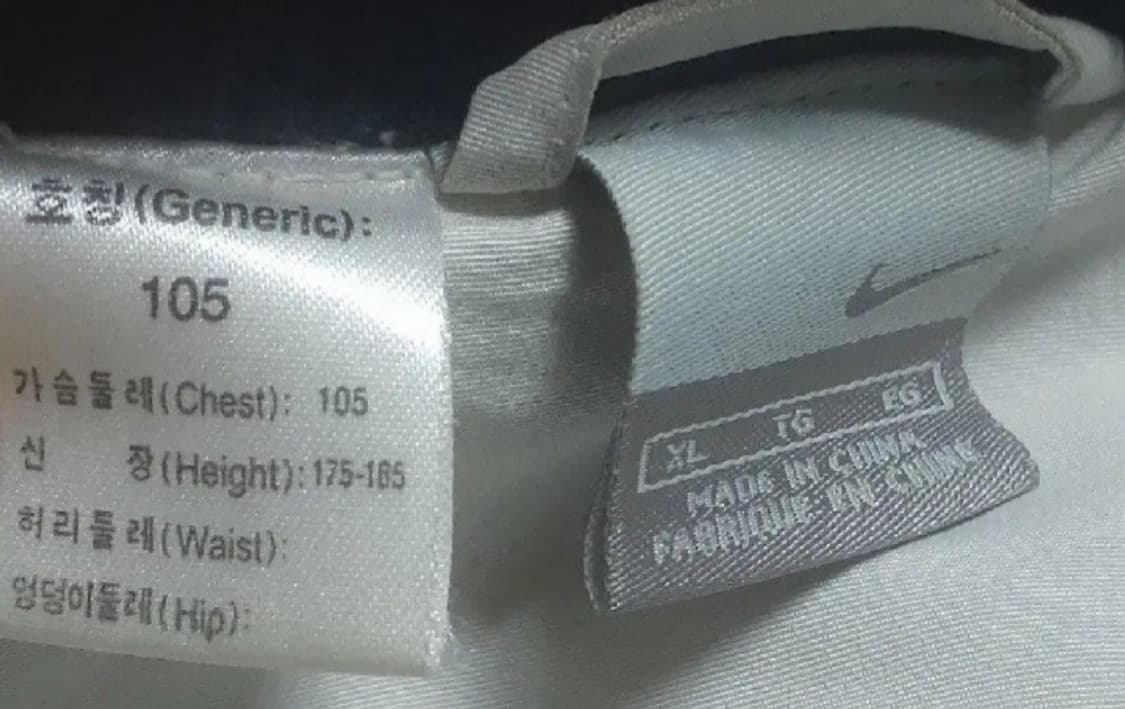 호칭(Generic):
105
가슴둘레(Chest): 105
신 장(Height): 175-185
허리둘레(Waist):
엉덩이둘레(Hip):
XL TG EG
MADE IN CHINA
FABRIQUE EN CHINE